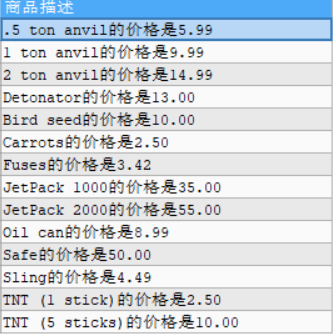 商品描述
.5 ton anvil的价格是5.99
1 ton anvil的价格是9.99
2 ton anvil的价格是14.99
Detonator的价格是13.00
Bird seed的价格是10.00
Carrots的价格是2.50
Fuses的价格是3.42
JetPack 1000的价格是35.00
JetPack 2000的价格是55.00
Oil can的价格是8.99
Safe的价格是50.00
Sling的价格是4.49
TNT (1 stick)的价格是2.50
TNT (5 sticks)的价格是10.00